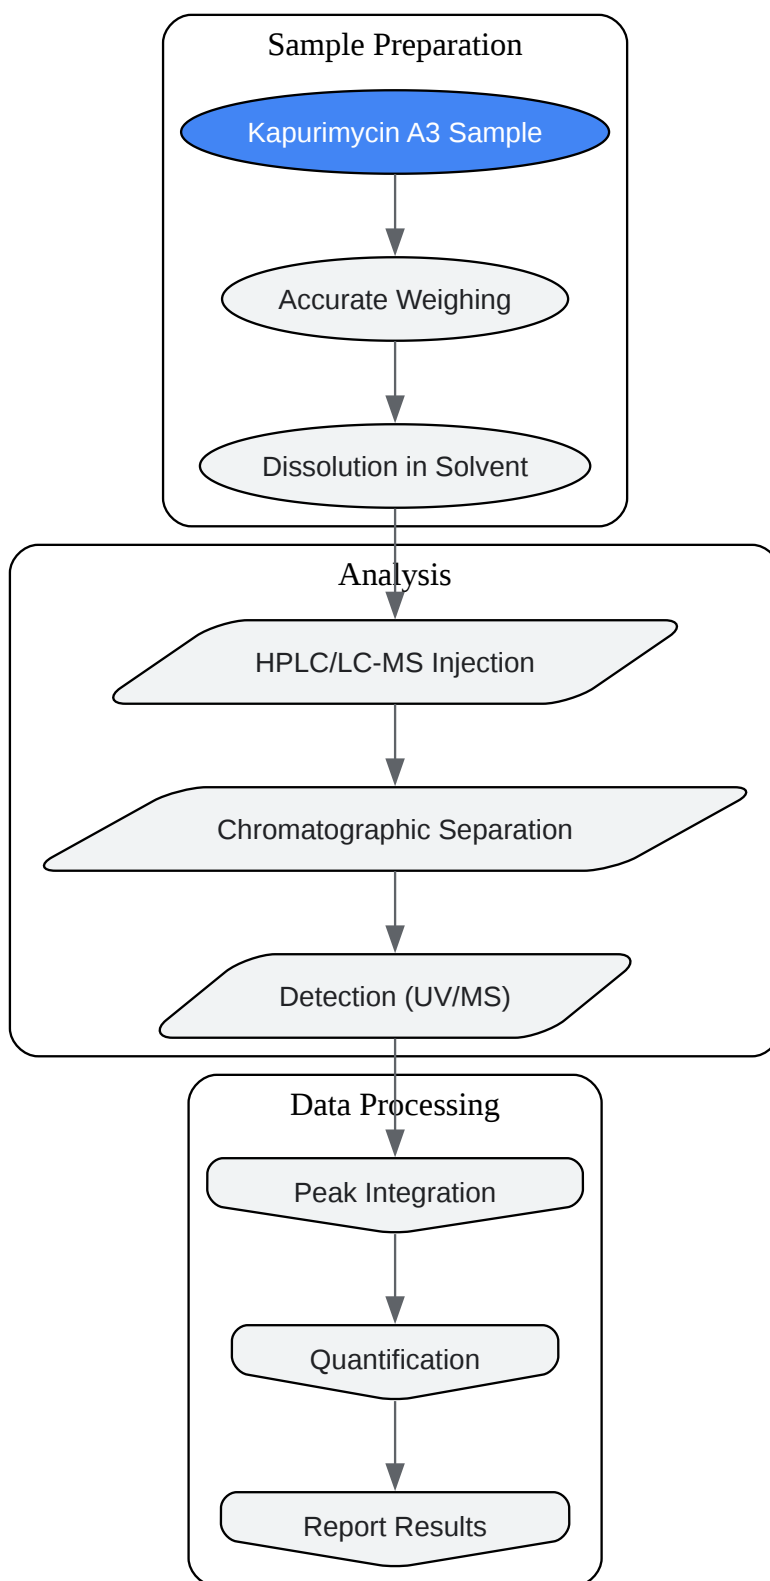 Sample Preparation
Kapurimycin A3 Sample
Accurate Weighing
Dissolution in Solvent
Analysis
HPLC/LC-MS Injection
Chromatographic Separation
Detection (UV/MS)
Data Processing
Peak Integration
Quantification
Report Results